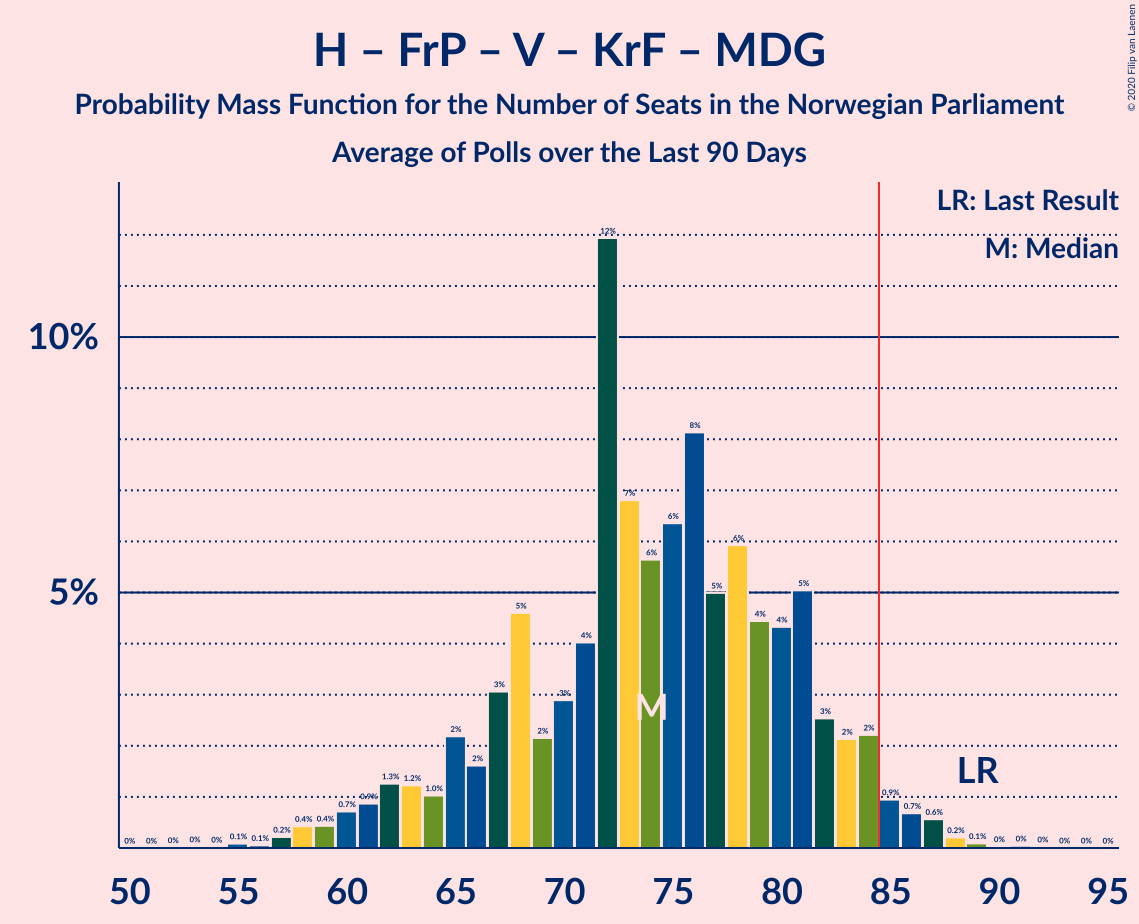 H – FrP – V – KrF – MDG
Probability Mass Function for the Number of Seats in the Norwegian Parliament
Average of Polls over the Last 90 Days
© 2020 Filip van Laenen
LR: Last Result
M: Median
10%
5%
0% 0% 0% 0% 0% 0.1% 0.1% 0.2% 0.4% 0.4% 0.7% 0.9% 1.3% 1.2% 1.0% 2% 2% 3% 5% 2% 3% 4% 12% 7% 6% 6% 8% 5% 6% 4% 4% 5% 3% 2% 2% 0.9% 0.7% 0.6% 0.2% 0.1% 0% 0% 0% 0% 0% 0%
M
LR
50 55 60 65 70 75 80 85 90 95